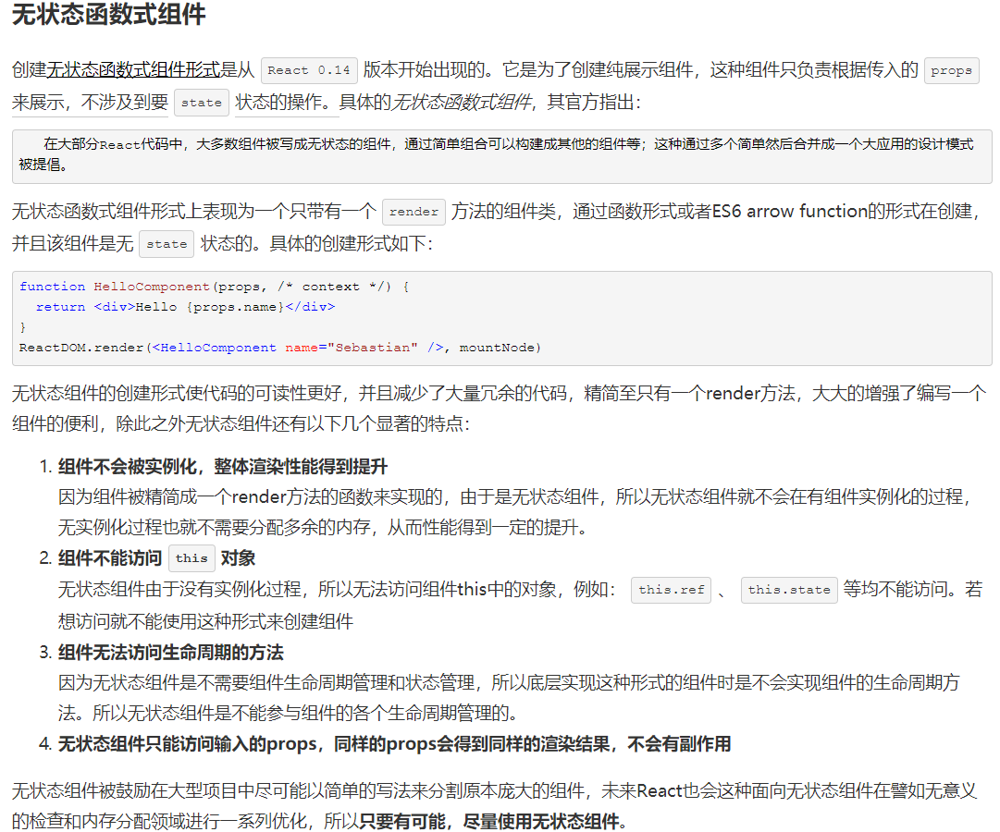 无状态函数式组件
创建无状态函数式组件形式是从 React 0.14 版本开始出现的。它是为了创建纯展示组件，这种组件只负责根据传入的 props
来展示，不涉及到要 state 状态的操作。具体的无状态函数式组件，其官方指出：
在大部分React代码中，大多数组件被写成无状态的组件，通过简单组合可以构建成其他的组件等；这种通过多个简单然后合并成一个大应用的设计模式
被提倡。
无状态函数式组件形式上表现为一个只带有一个 render 方法的组件类，通过函数形式或者ES6 arrow function的形式在创建，
并且该组件是无 state 状态的。具体的创建形式如下：
function HelloComponent(props, /* context */) {
  return <div>Hello {props.name}</div>
}
ReactDOM.render(<HelloComponent name="Sebastian" />, mountNode)
无状态组件的创建形式使代码的可读性更好，并且减少了大量冗余的代码，精简至只有一个render方法，大大的增强了编写一个
组件的便利，除此之外无状态组件还有以下几个显著的特点：
1. 组件不会被实例化，整体渲染性能得到提升
因为组件被精简成一个render方法的函数来实现的，由于是无状态组件，所以无状态组件就不会在有组件实例化的过程，
无实例化过程也就不需要分配多余的内存，从而性能得到一定的提升。
2. 组件不能访问 this 对象
无状态组件由于没有实例化过程，所以无法访问组件this中的对象，例如： this.ref 、 this.state 等均不能访问。若
想访问就不能使用这种形式来创建组件
3. 组件无法访问生命周期的方法
因为无状态组件是不需要组件生命周期管理和状态管理，所以底层实现这种形式的组件时是不会实现组件的生命周期方
法。所以无状态组件是不能参与组件的各个生命周期管理的。
4. 无状态组件只能访问输入的props，同样的props会得到同样的渲染结果，不会有副作用
无状态组件被鼓励在大型项目中尽可能以简单的写法来分割原本庞大的组件，未来React也会这种面向无状态组件在譬如无意义
的检查和内存分配领域进行一系列优化，所以只要有可能，尽量使用无状态组件。